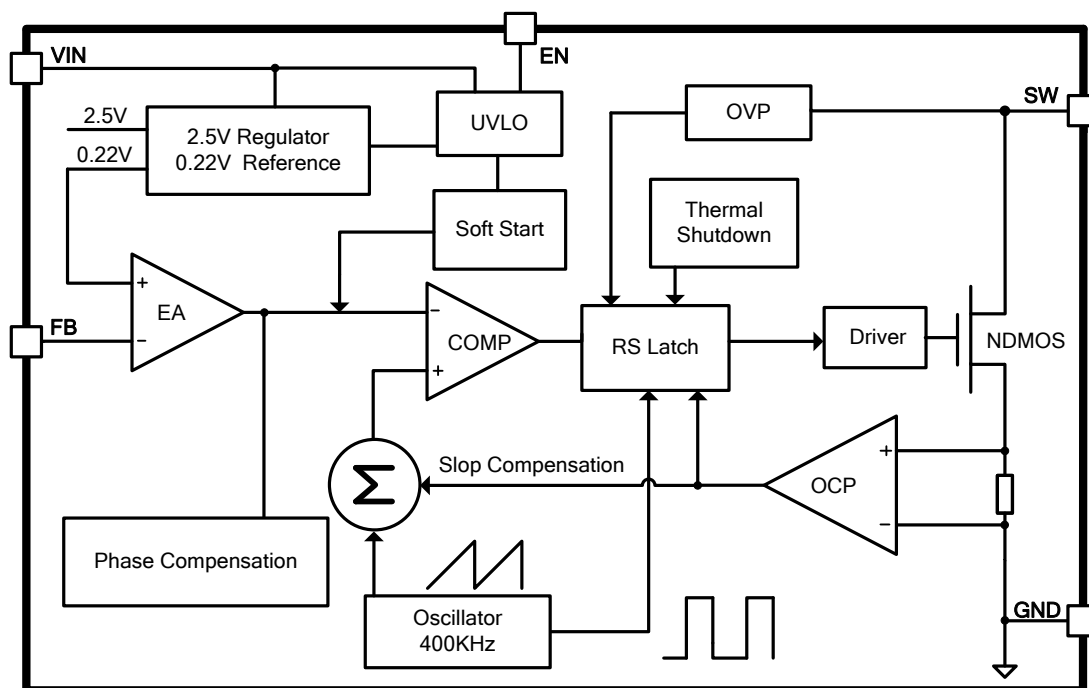 VIN
EN
SW
2.5V
0.22V
2.5V Regulator
0.22V Reference
UVLO
OVP
Soft Start
Thermal
Shutdown
+
EA
−
FB
−
COMP
+
RS Latch
Driver
NDMOS
Σ
Slop Compensation
+
OCP
−
Phase Compensation
Oscillator
400KHz
GND